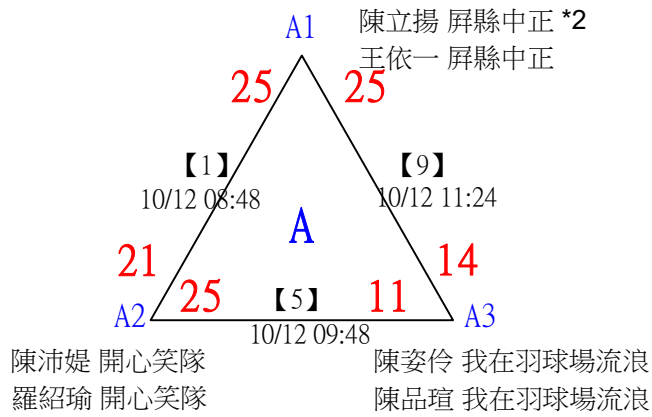 A1
陳立揚 屏縣中正 *2
王依一 屏縣中正
25
25
【1】
10/12 08:48
【9】
10/12 11:24
A
21
14
25
【5】
11
A2
A3
10/12 09:48
陳沛媞 開心笑隊
羅紹瑜 開心笑隊
陳姿伶 我在羽球場流浪
陳品瑄 我在羽球場流浪